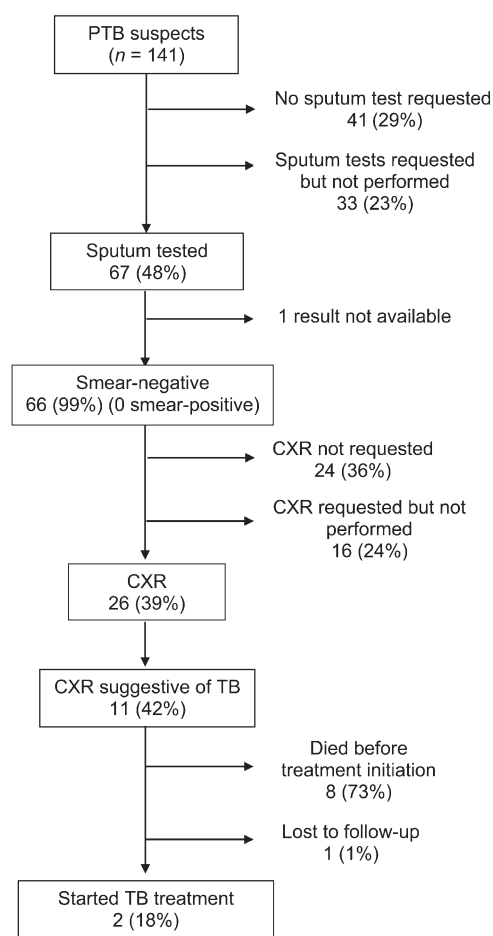 PTB suspects
(n = 141)
No sputum test requested
41 (29%)
Sputum tests requested
but not performed
33 (23%)
Sputum tested
67 (48%)
1 result not available
Smear-negative
66 (99%) (0 smear-positive)
CXR not requested
24 (36%)
CXR requested but not
performed
16 (24%)
CXR
26 (39%)
CXR suggestive of TB
11 (42%)
Died before
treatment initiation
8 (73%)
Lost to follow-up
1 (1%)
Started TB treatment
2 (18%)